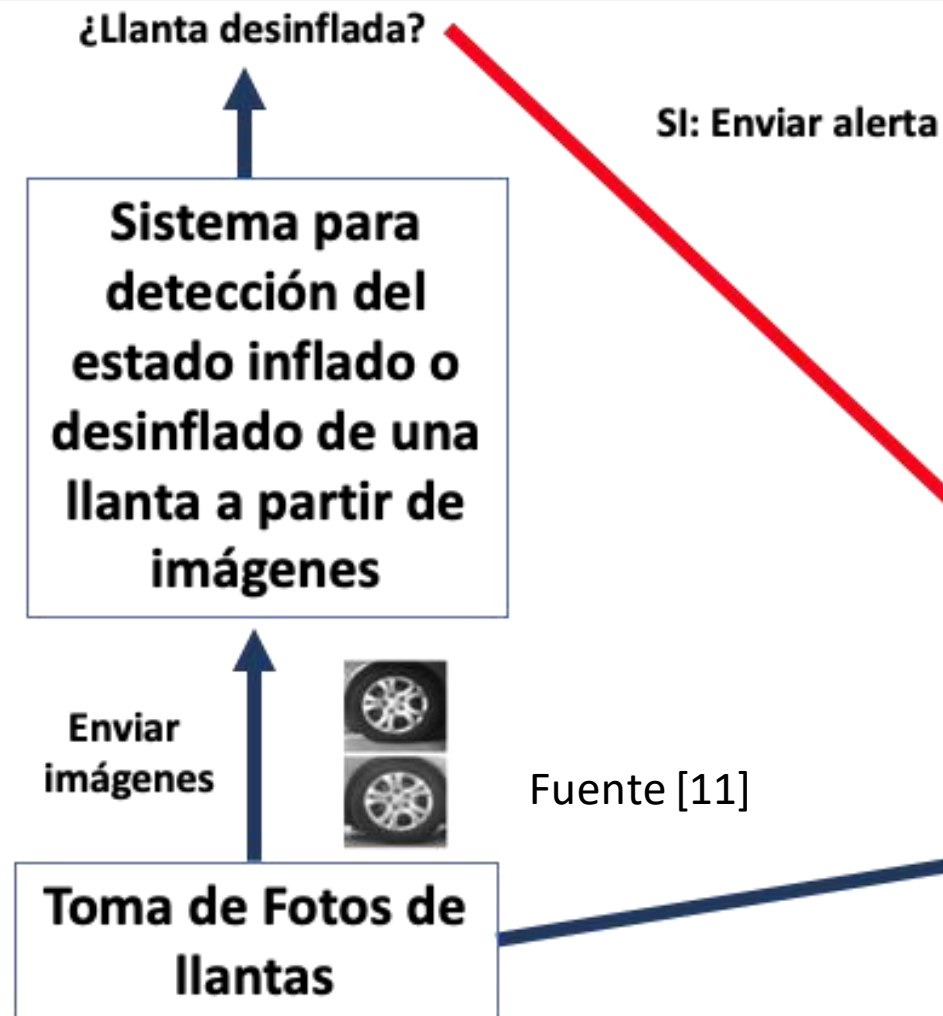 ¿Llanta desinflada?
SI: Enviar alerta
Sistema para
detección del
estado inflado o
desinflado de una
llanta a partir de
imágenes
Enviar
imágenes
Fuente [11]
Toma de Fotos de
llantas